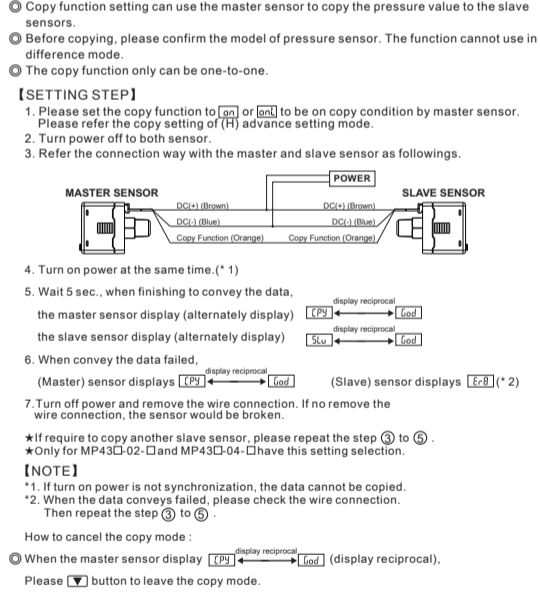 ◎ Copy function setting can use the master sensor to copy the pressure value to the slave
sensors.
◎ Before copying, please confirm the model of pressure sensor. The function cannot use in
difference mode.
◎ The copy function only can be one-to-one.
【SETTING STEP】
1. Please set the copy function to on or onL to be on copy condition by master sensor.
Please refer the copy setting of (H) advance setting mode.
2. Turn power off to both sensor.
3. Refer the connection way with the master and slave sensor as followings.
POWER
MASTER SENSOR SLAVE SENSOR
DC(+) (Brown) DC(+) (Brown)
DC(-) (Blue) DC(-) (Blue)
Copy Function (Orange) Copy Function (Orange)
4. Turn on power at the same time.(* 1)
5. Wait 5 sec., when finishing to convey the data,
display reciprocal
the master sensor display (alternately display) CPY God
display reciprocal
the slave sensor display (alternately display) SLv God
6. When convey the data failed,
display reciprocal
(Master) sensor displays CPY God (Slave) sensor displays Er8 (* 2)
7.Turn off power and remove the wire connection. If no remove the
wire connection, the sensor would be broken.
★If require to copy another slave sensor, please repeat the step ③ to ⑤ .
★Only for MP43□-02-□and MP43□-04-□have this setting selection.
【NOTE】
*1. If turn on power is not synchronization, the data cannot be copied.
*2. When the data conveys failed, please check the wire connection.
Then repeat the step ③ to ⑤ .
How to cancel the copy mode :
display reciprocal
◎ When the master sensor display CPY God (display reciprocal),
Please ▼ button to leave the copy mode.